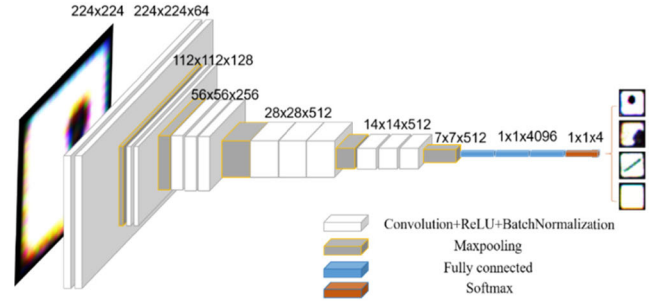 224x224
224x224x64
112x112x128
56x56x256
28x28x512
14x14x512
7x7x512
1x1x4096
1x1x4
Convolution+ReLU+BatchNormalization
Maxpooling
Fully connected
Softmax